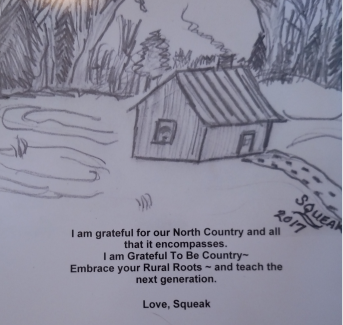 SQUEAK
2017
I am grateful for our North Country and all
that it encompasses.
I am Grateful To Be Country~
Embrace your Rural Roots ~ and teach the
next generation.
Love, Squeak